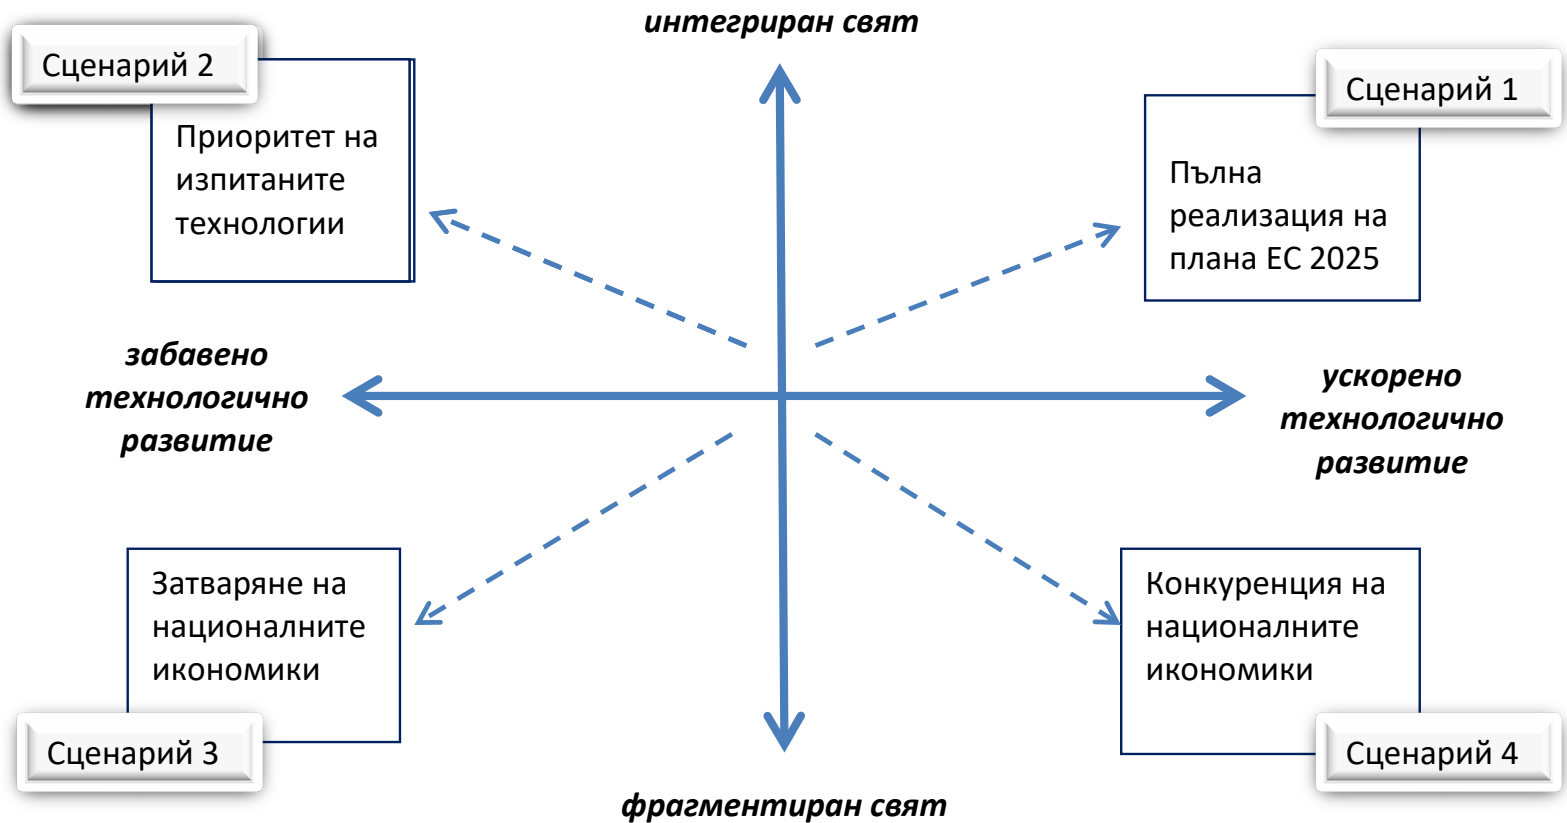 интегриран свят
Сценарий 2
Приоритет на
изпитаните
технологии
Сценарий 1
Пълна
реализация на
плана ЕС 2025
забавено
технологично
развитие
ускорено
технологично
развитие
Затваряне на
националните
икономики
Сценарий 3
Конкуренция на
националните
икономики
Сценарий 4
фрагментиран свят